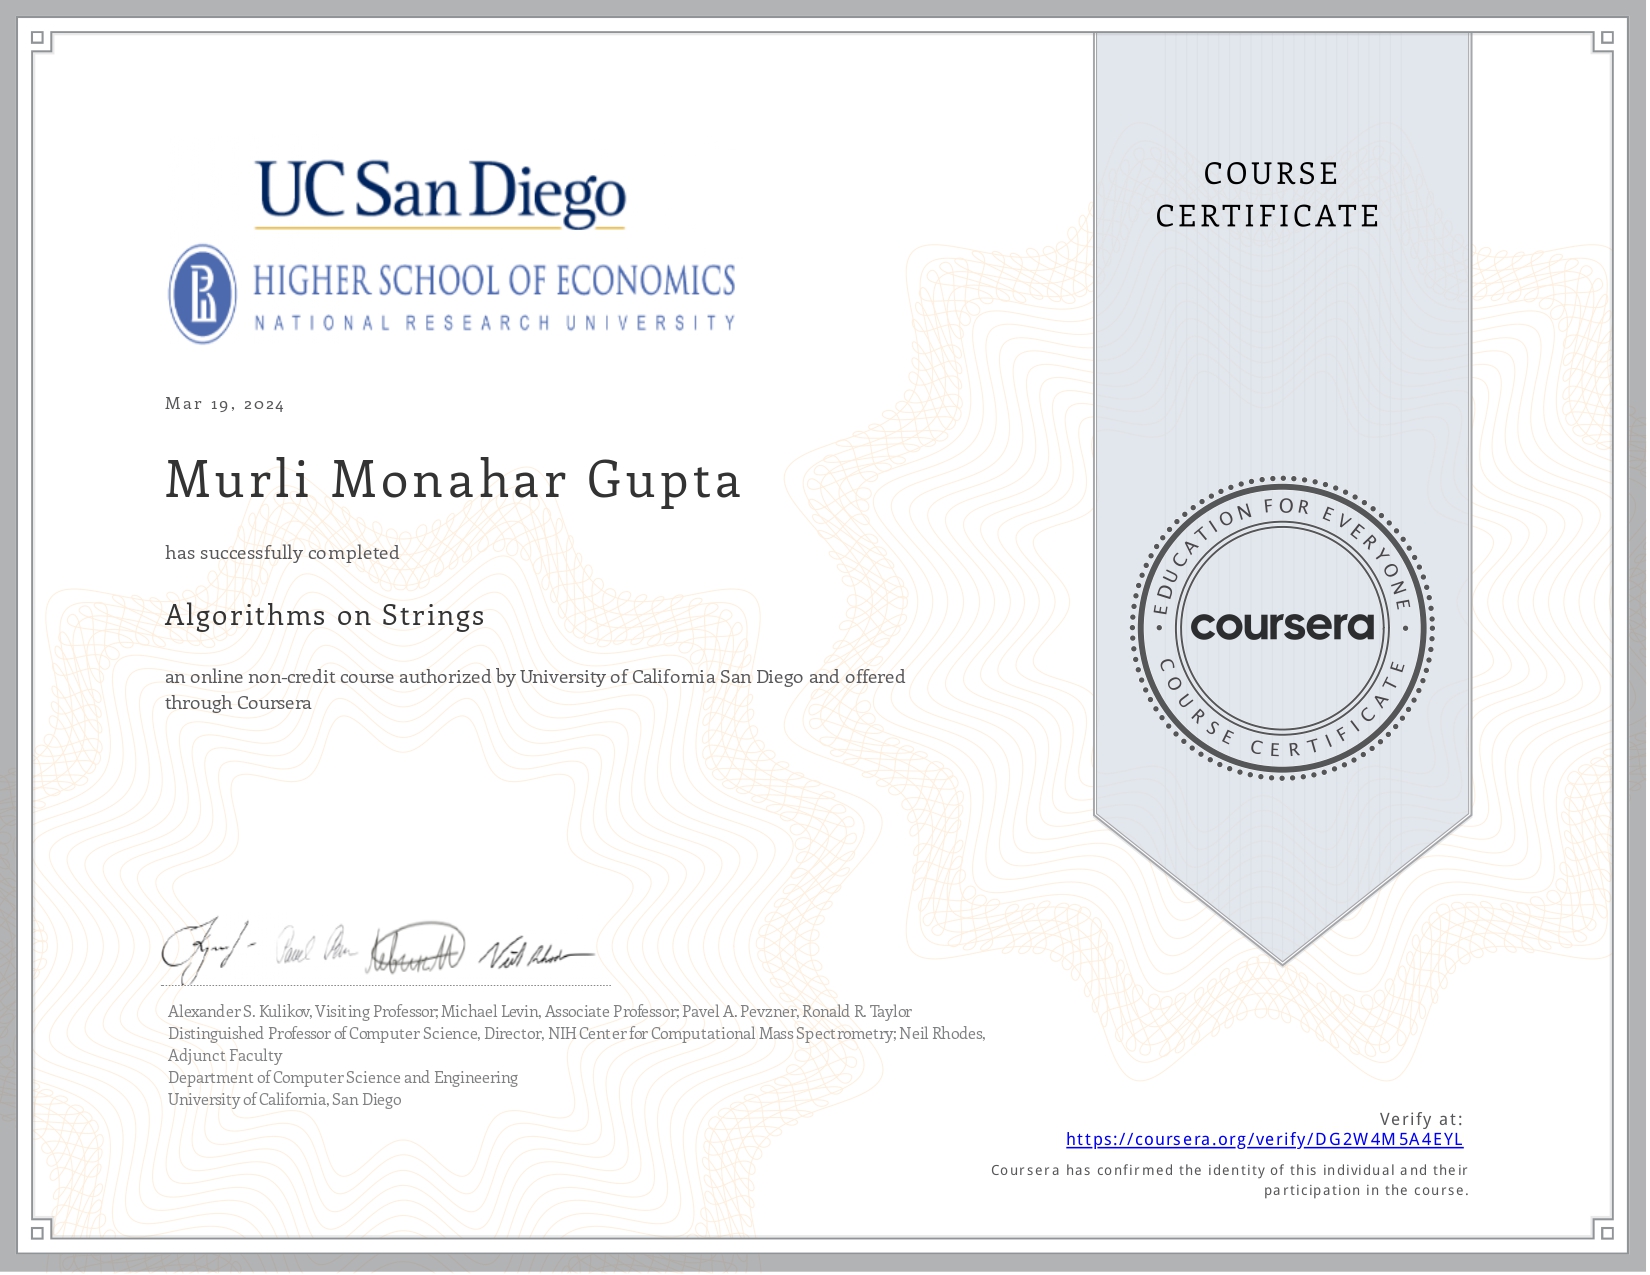 UC San Diego
HIGHER SCHOOL OF ECONOMICS
NATIONAL RESEARCH UNIVERSITY
COURSE
CERTIFICATE
Mar 19, 2024
Murli Monahar Gupta
has successfully completed
Algorithms on Strings
an online non-credit course authorized by University of California San Diego and offered
through Coursera
EDUCATION FOR EVERYONE
coursera
COURSE CERTIFICATE
Alexander S. Kulikov, Visiting Professor; Michael Levin, Associate Professor; Pavel A. Pevzner, Ronald R. Taylor
Distinguished Professor of Computer Science, Director, NIH Center for Computational Mass Spectrometry; Neil Rhodes,
Adjunct Faculty
Department of Computer Science and Engineering
University of California, San Diego
Verify at:
https://coursera.org/verify/DG2W4M5A4EYL
Coursera has confirmed the identity of this individual and their
participation in the course.